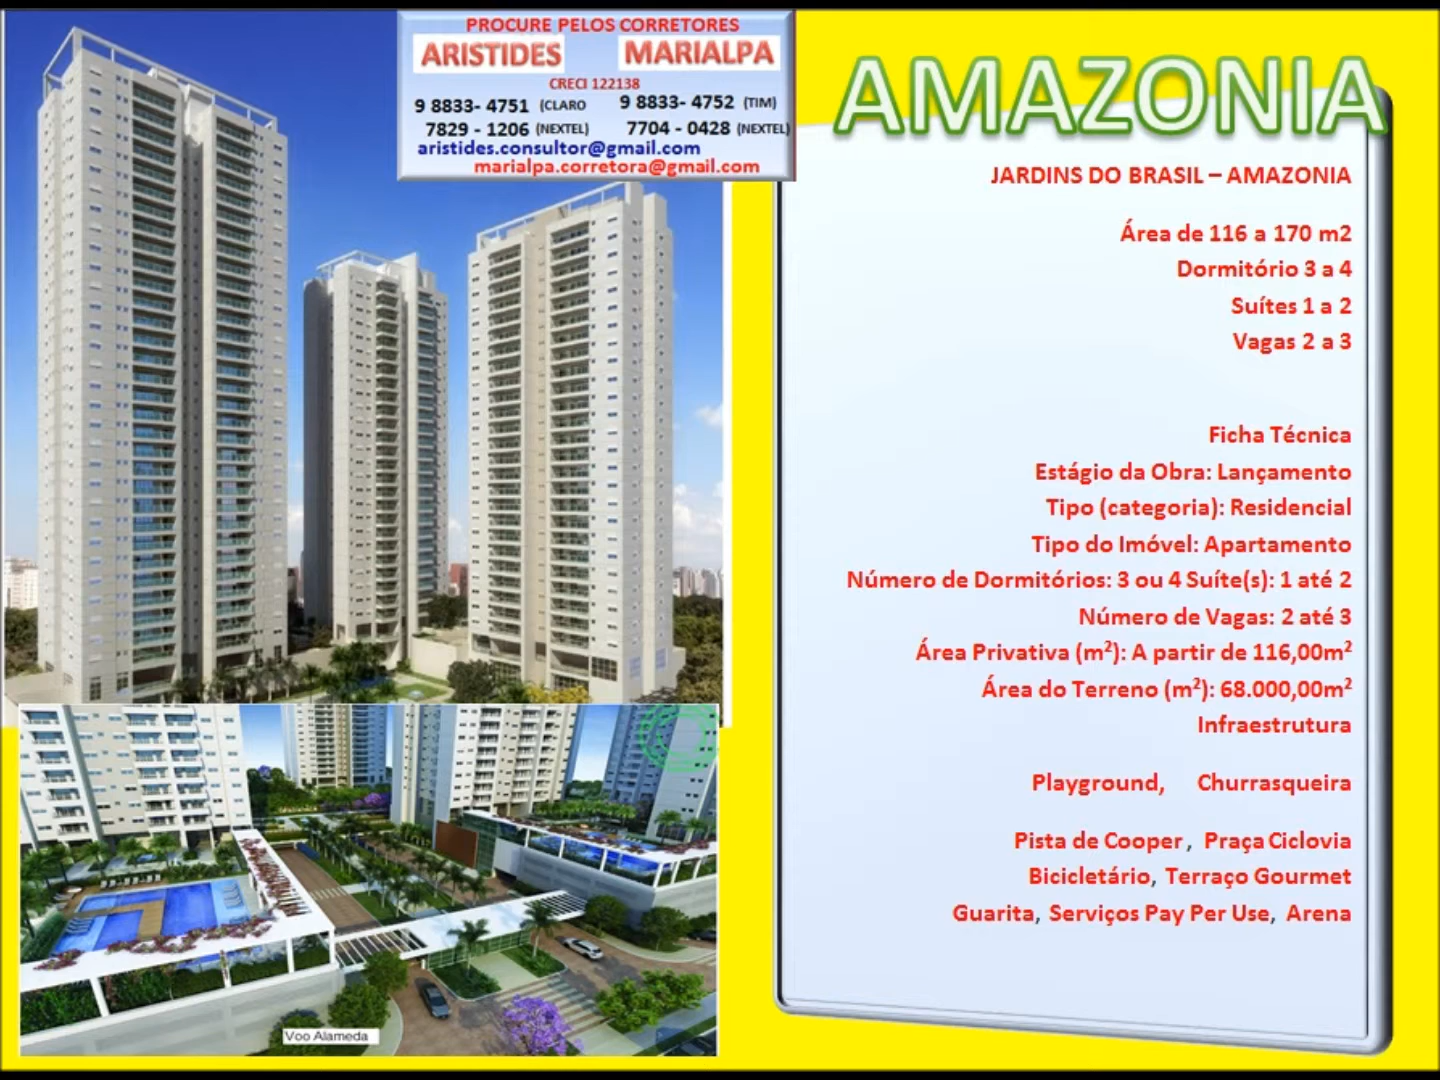 PROCURE PELOS CORRETORES
ARISTIDES MARIALPA
CRECI 122138
9 8833- 4751 (CLARO 9 8833- 4752 (TIM)
7829 - 1206 (NEXTEL) 7704 - 0428 (NEXTEL)
aristides.consultor@gmail.com
marialpa.corretora@gmail.com
AMAZONIA
JARDINS DO BRASIL – AMAZONIA
Área de 116 a 170 m2
Dormitório 3 a 4
Suítes 1 a 2
Vagas 2 a 3
Ficha Técnica
Estágio da Obra: Lançamento
Tipo (categoria): Residencial
Tipo do Imóvel: Apartamento
Número de Dormitórios: 3 ou 4 Suíte(s): 1 até 2
Número de Vagas: 2 até 3
Área Privativa (m²): A partir de 116,00m²
Área do Terreno (m²): 68.000,00m²
Infraestrutura
Playground, Churrasqueira
Pista de Cooper , Praça Ciclovia
Bicicletário, Terraço Gourmet
Guarita, Serviços Pay Per Use, Arena
Voo Alameda